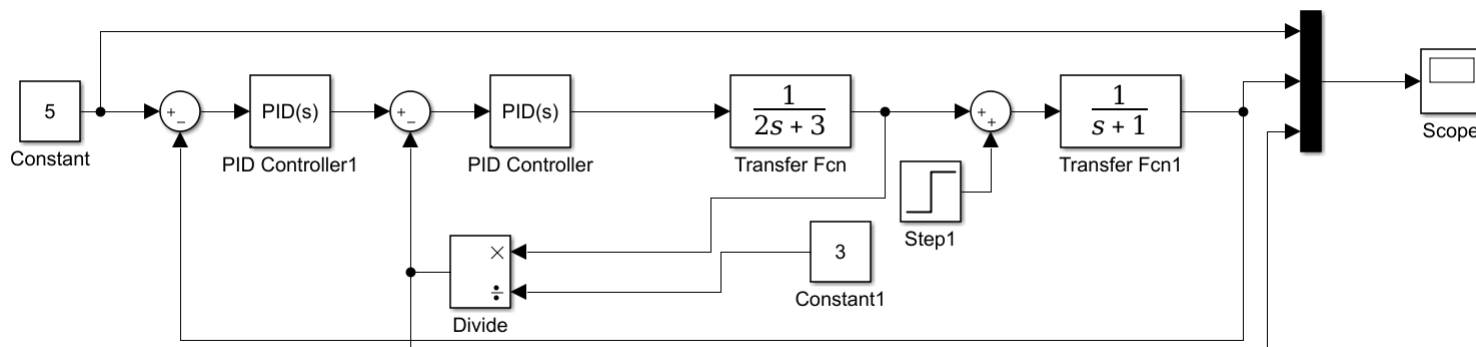 5
Constant
+
−
PID(s)
PID Controller1
+
−
PID(s)
PID Controller
1
2s + 3
Transfer Fcn
+
+
1
s + 1
Transfer Fcn1
Scope
Step1
×
÷
Divide
3
Constant1